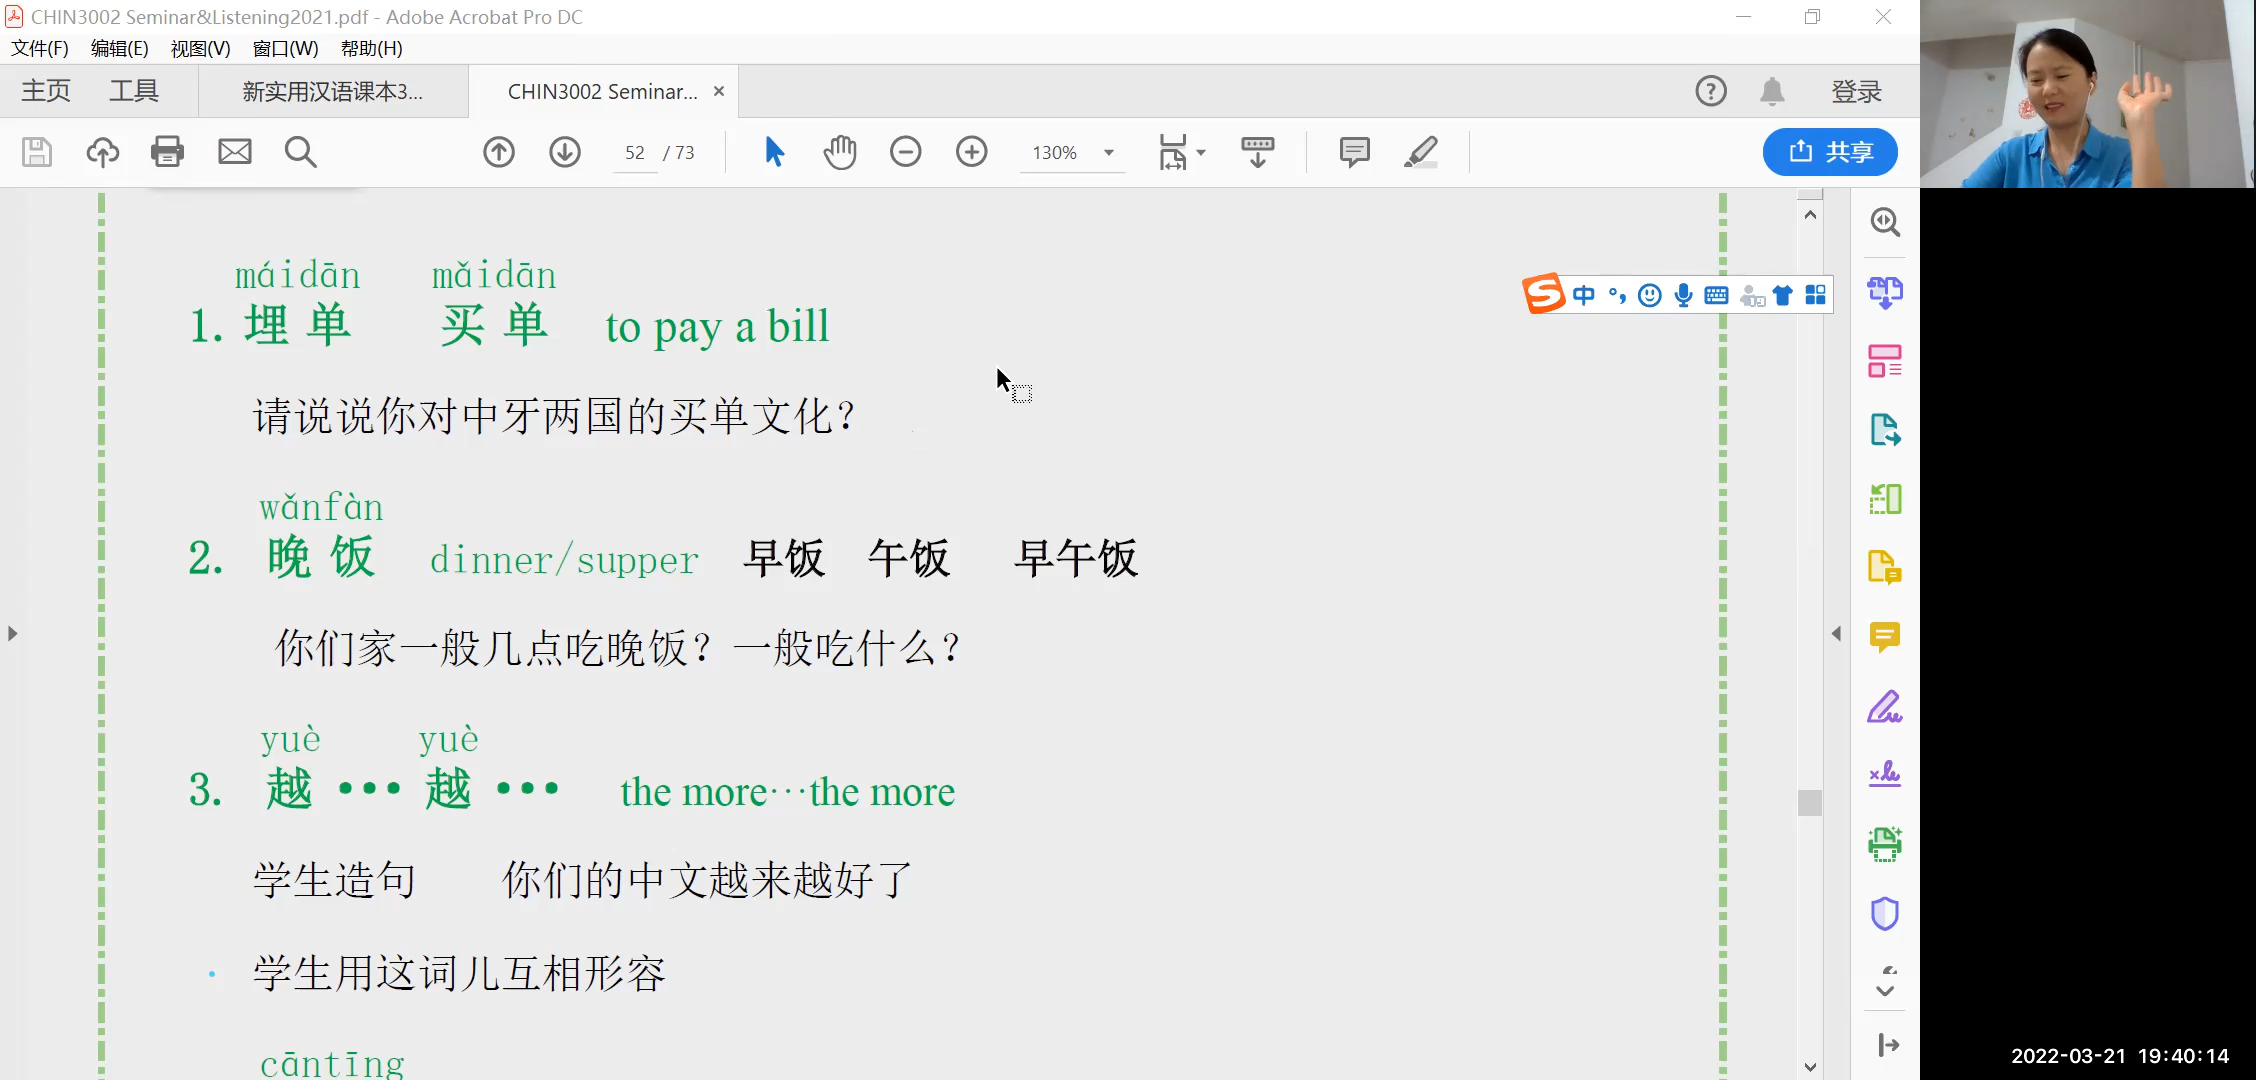 CHIN3002 Seminar&Listening2021.pdf - Adobe Acrobat Pro DC
文件(F) 编辑(E) 视图(V) 窗口(W) 帮助(H)
主页 工具 新实用汉语课本3... CHIN3002 Seminar... × 登录
52 / 73 130% 共享
máidān mǎidān
1. 埋单 买单 to pay a bill
中
请说说你对中牙两国的买单文化？
wǎnfàn
2. 晚饭 dinner/supper 早饭 午饭 早午饭
你们家一般几点吃晚饭？一般吃什么？
yuè yuè
3. 越 ··· 越 ··· the more···the more
学生造句 你们的中文越来越好了
学生用这词儿互相形容
cāntīng
2022-03-21 19:40:14